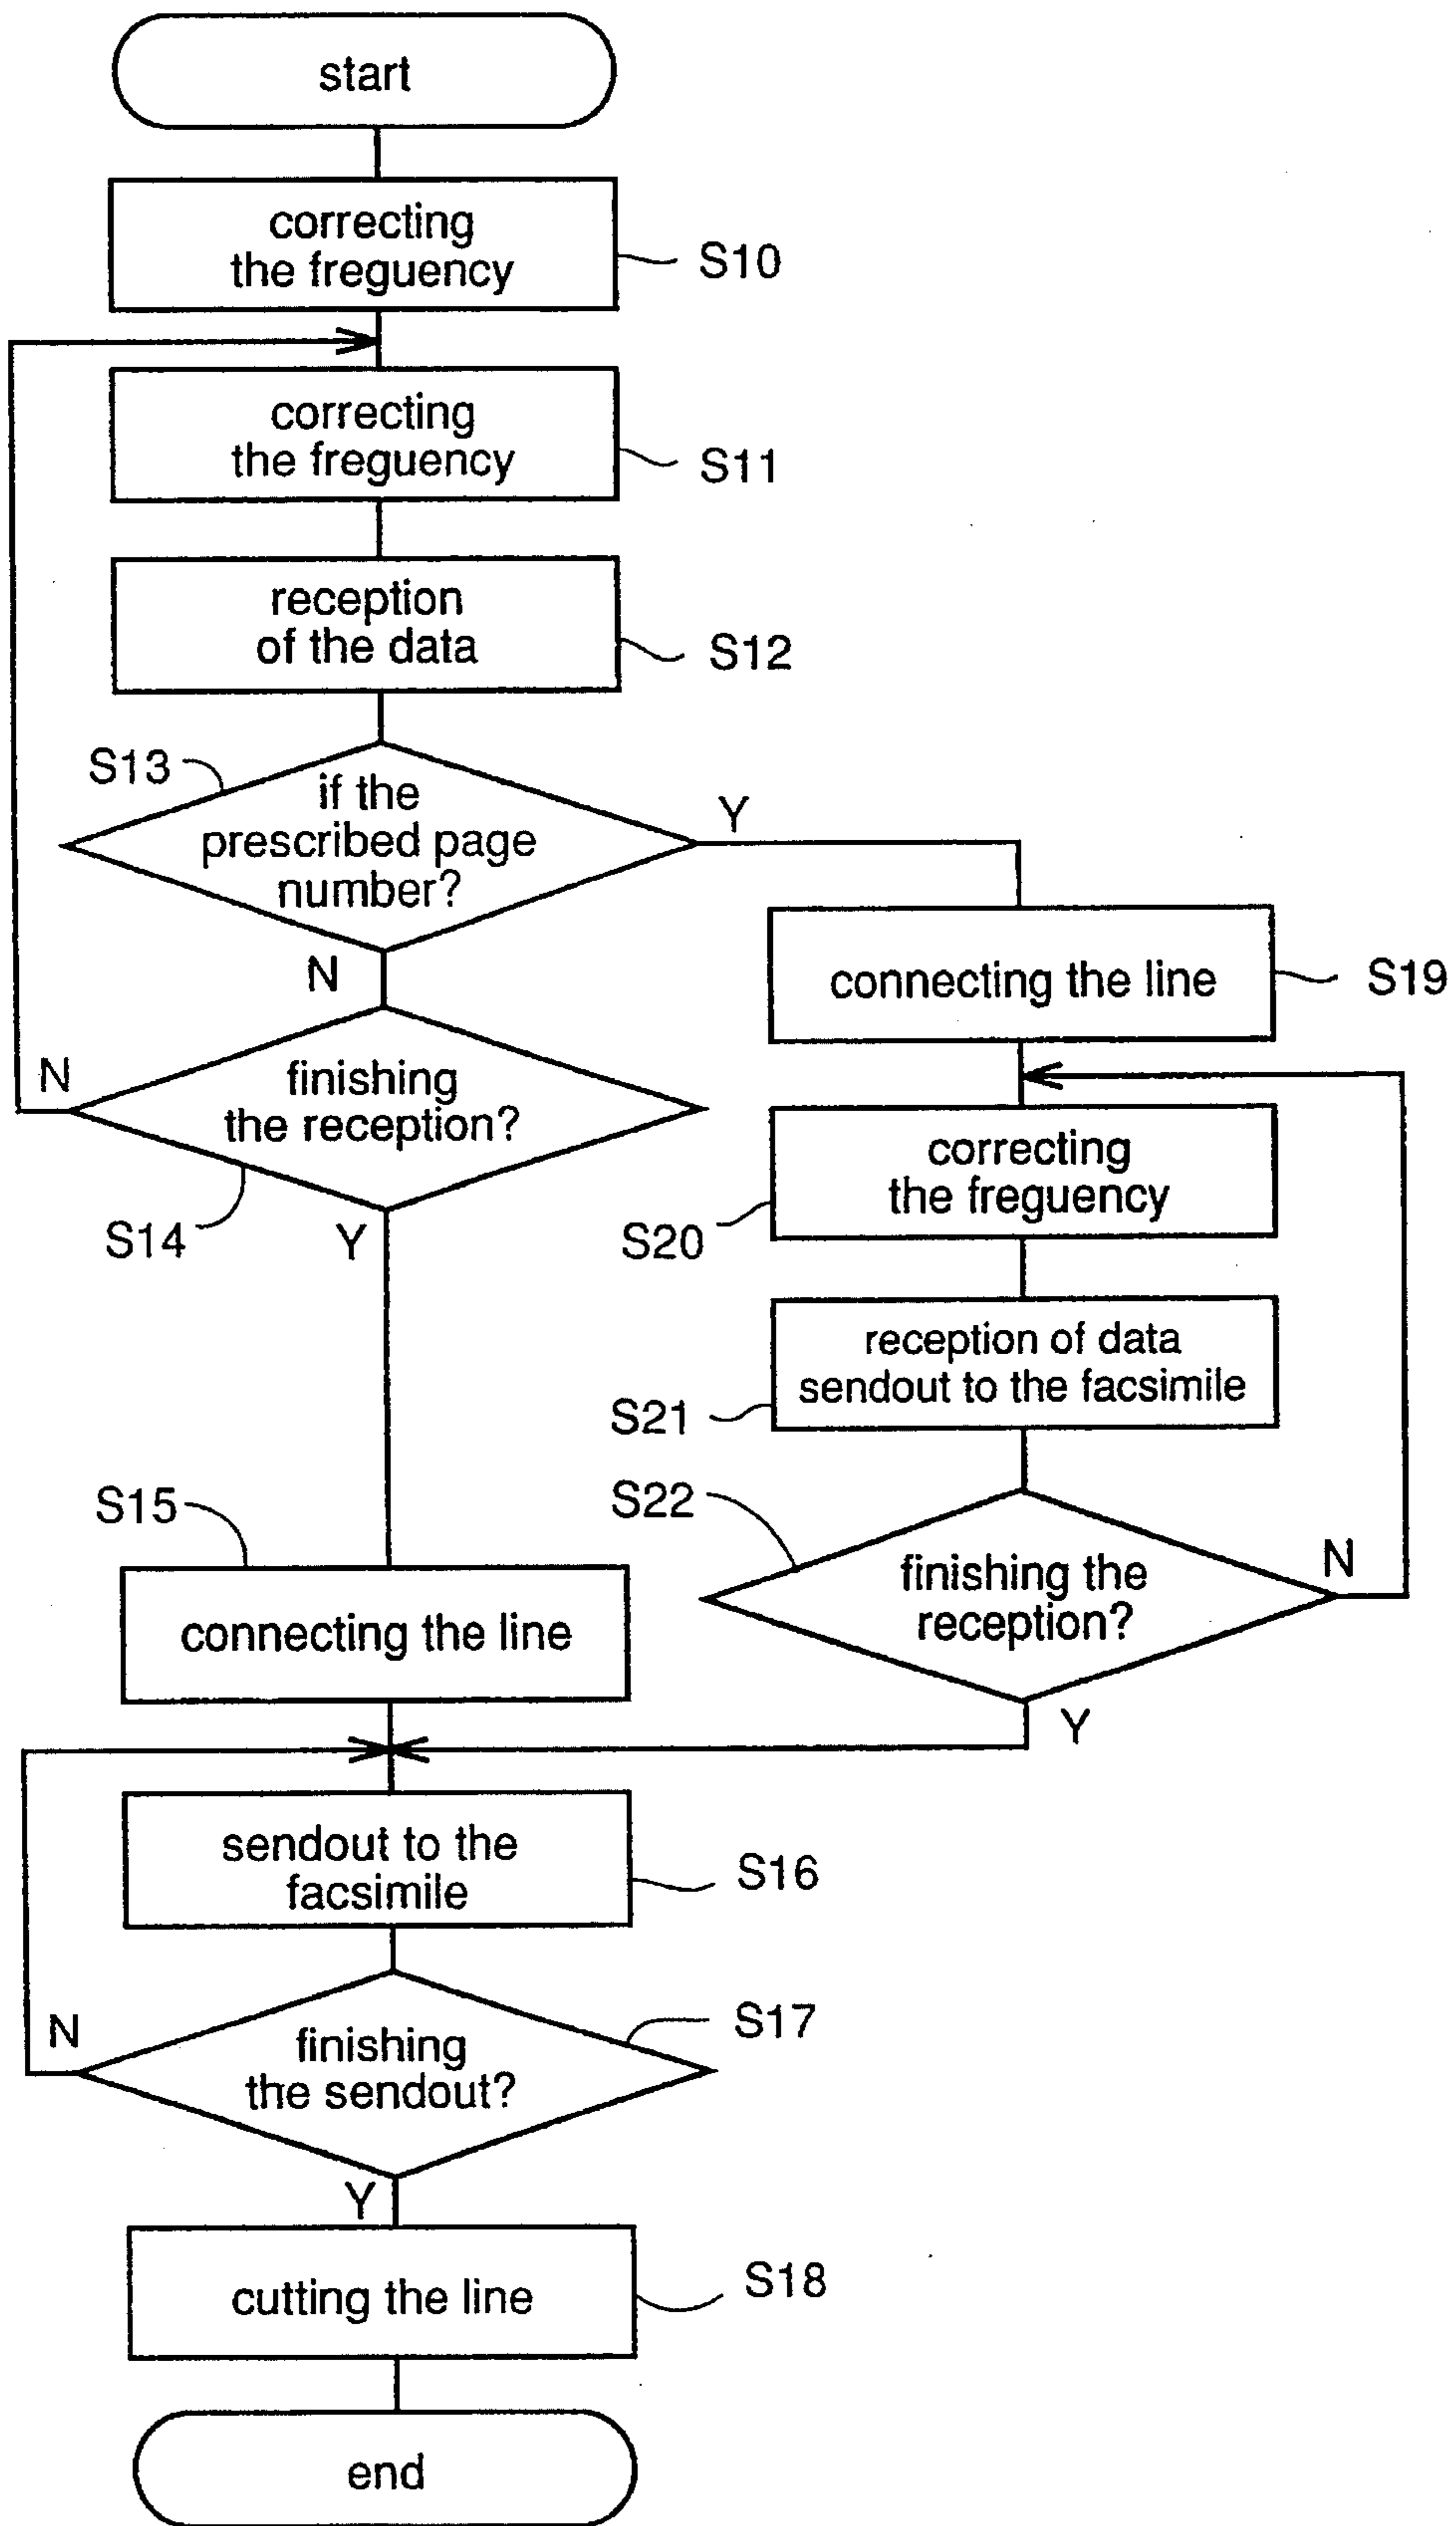 start
correcting
the freguency
S10
correcting
the freguency
S11
reception
of the data
S12
S13
if the
prescribed page
number?
Y
N
connecting the line
S19
N
finishing
the reception?
S14
Y
correcting
the freguency
S20
reception of data
sendout to the facsimile
S21
S22
finishing the
reception?
N
Y
S15
connecting the line
sendout to the
facsimile
S16
N
finishing
the sendout?
S17
Y
cutting the line
S18
end